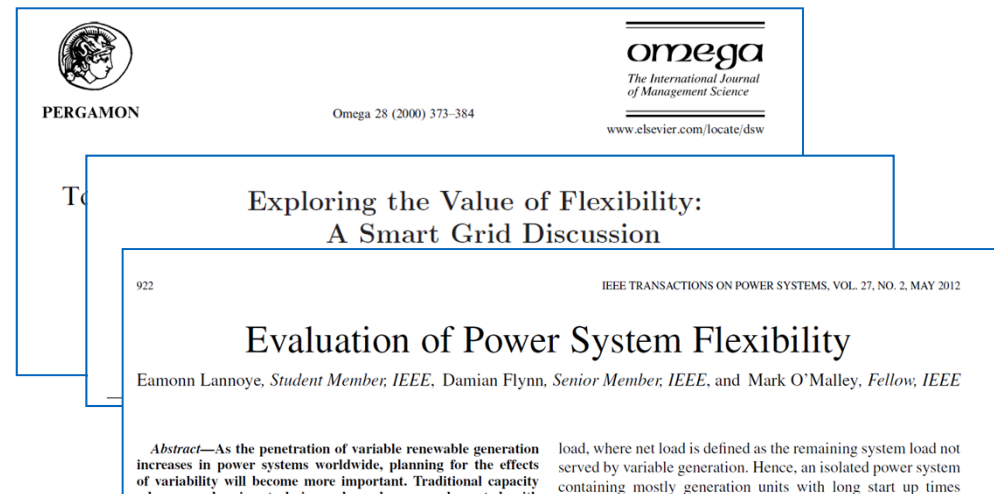 PERGAMON
Omega 28 (2000) 373–384
omega
The International Journal
of Management Science
www.elsevier.com/locate/dsw
Exploring the Value of Flexibility:
A Smart Grid Discussion
922
IEEE TRANSACTIONS ON POWER SYSTEMS, VOL. 27, NO. 2, MAY 2012
Evaluation of Power System Flexibility
Eamonn Lannoye, Student Member, IEEE, Damian Flynn, Senior Member, IEEE, and Mark O'Malley, Fellow, IEEE
Abstract—As the penetration of variable renewable generation
increases in power systems worldwide, planning for the effects
of variability will become more important. Traditional capacity
load, where net load is defined as the remaining system load not
served by variable generation. Hence, an isolated power system
containing mostly generation units with long start up times